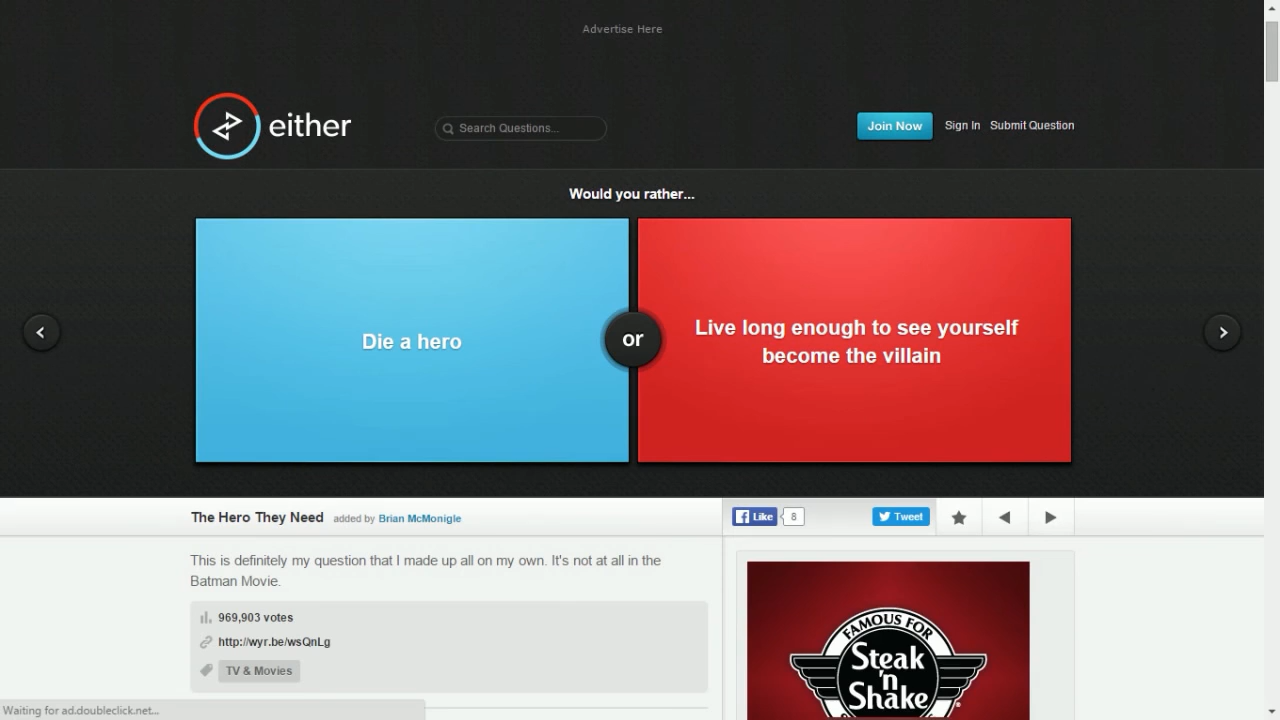 Advertise Here
either
Search Questions...
Join Now
Sign In
Submit Question
Would you rather...
Die a hero
or
Live long enough to see yourself
become the villain
The Hero They Need added by Brian McMonigle
Like
8
Tweet
This is definitely my question that I made up all on my own. It's not at all in the
Batman Movie.
969,903 votes
http://wyr.be/wsQnLg
TV & Movies
FAMOUS FOR
Steak
'n
Shake
Waiting for ad.doubleclick.net...